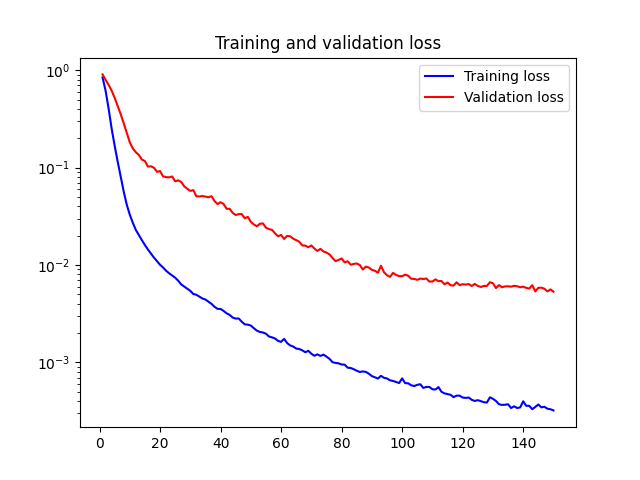 Training and validation loss
Training loss
Validation loss
10⁰
10⁻¹
10⁻²
10⁻³
0 20 40 60 80 100 120 140